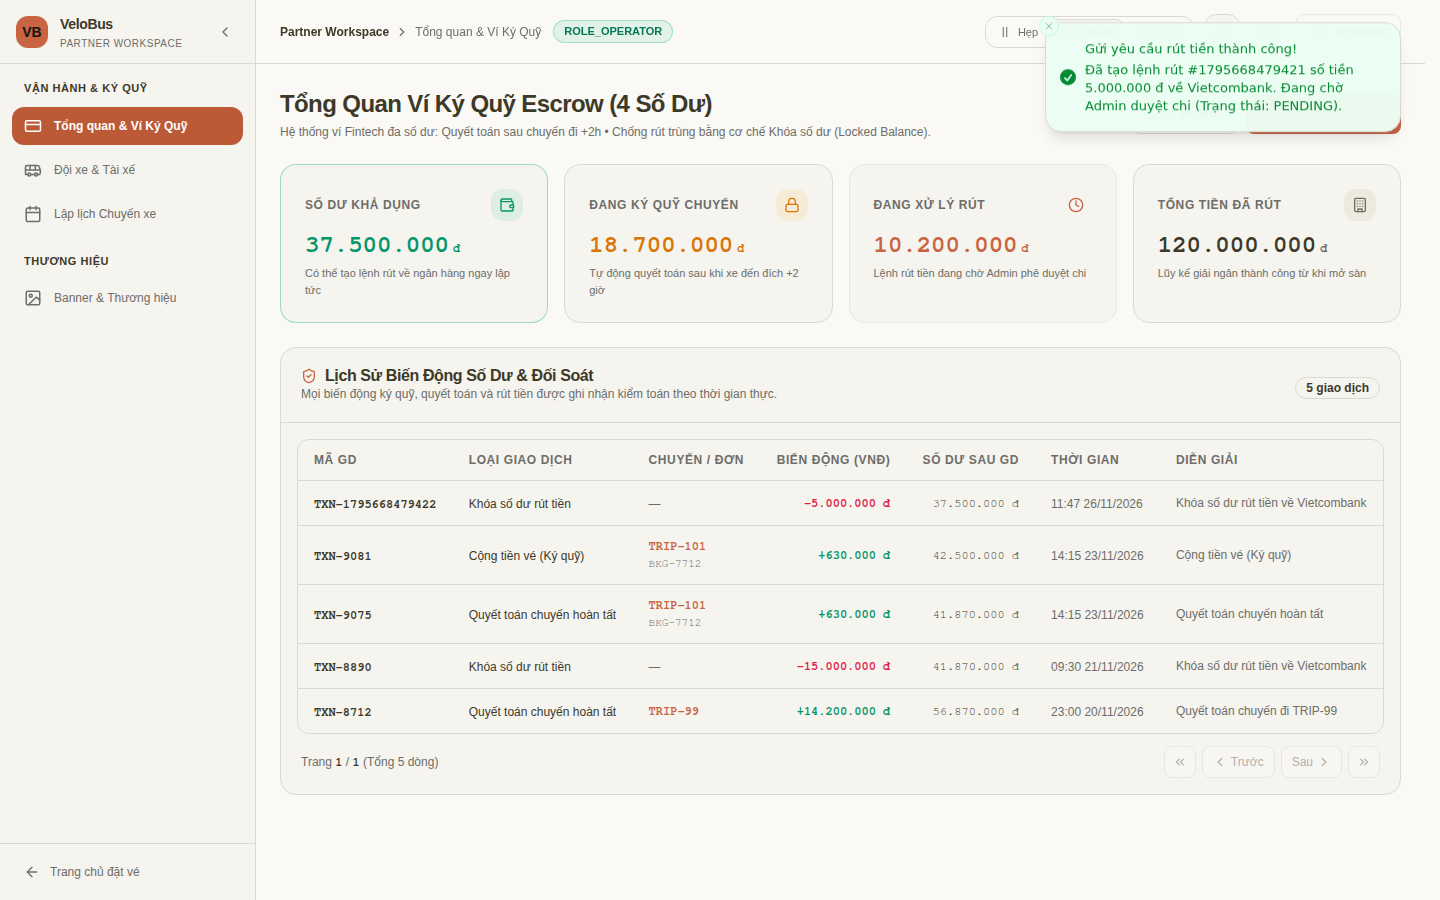 VB
VeloBus
PARTNER WORKSPACE
VẬN HÀNH & KÝ QUỸ
Tổng quan & Ví Ký Quỹ
Đội xe & Tài xế
Lập lịch Chuyến xe
THƯƠNG HIỆU
Banner & Thương hiệu
Trang chủ đặt vé
Partner Workspace
Tổng quan & Ví Ký Quỹ
ROLE_OPERATOR
Hẹp
Gửi yêu cầu rút tiền thành công!
Đã tạo lệnh rút #1795668479421 số tiền
5.000.000 đ về Vietcombank. Đang chờ
Admin duyệt chi (Trạng thái: PENDING).
Tổng Quan Ví Ký Quỹ Escrow (4 Số Dư)
Hệ thống ví Fintech đa số dư: Quyết toán sau chuyến đi +2h • Chống rút trùng bằng cơ chế Khóa số dư (Locked Balance).
SỐ DƯ KHẢ DỤNG
37.500.000 đ
Có thể tạo lệnh rút về ngân hàng ngay lập
tức
ĐANG KÝ QUỸ CHUYẾN
18.700.000 đ
Tự động quyết toán sau khi xe đến đích +2
giờ
ĐANG XỬ LÝ RÚT
10.200.000 đ
Lệnh rút tiền đang chờ Admin phê duyệt chi
TỔNG TIỀN ĐÃ RÚT
120.000.000 đ
Lũy kế giải ngân thành công từ khi mở sàn
Lịch Sử Biến Động Số Dư & Đối Soát
Mọi biến động ký quỹ, quyết toán và rút tiền được ghi nhận kiểm toán theo thời gian thực.
5 giao dịch
MÃ GD LOẠI GIAO DỊCH CHUYẾN / ĐƠN BIẾN ĐỘNG (VNĐ) SỐ DƯ SAU GD THỜI GIAN DIỄN GIẢI
TXN-1795668479422 Khóa số dư rút tiền — -5.000.000 đ 37.500.000 đ 11:47 26/11/2026 Khóa số dư rút tiền về Vietcombank
TXN-9081 Cộng tiền vé (Ký quỹ) TRIP-101 +630.000 đ 42.500.000 đ 14:15 23/11/2026 Cộng tiền vé (Ký quỹ)
BKG-7712
TXN-9075 Quyết toán chuyến hoàn tất TRIP-101 +630.000 đ 41.870.000 đ 14:15 23/11/2026 Quyết toán chuyến hoàn tất
BKG-7712
TXN-8890 Khóa số dư rút tiền — -15.000.000 đ 41.870.000 đ 09:30 21/11/2026 Khóa số dư rút tiền về Vietcombank
TXN-8712 Quyết toán chuyến hoàn tất TRIP-99 +14.200.000 đ 56.870.000 đ 23:00 20/11/2026 Quyết toán chuyến đi TRIP-99
Trang 1 / 1 (Tổng 5 dòng)
Trước
Sau